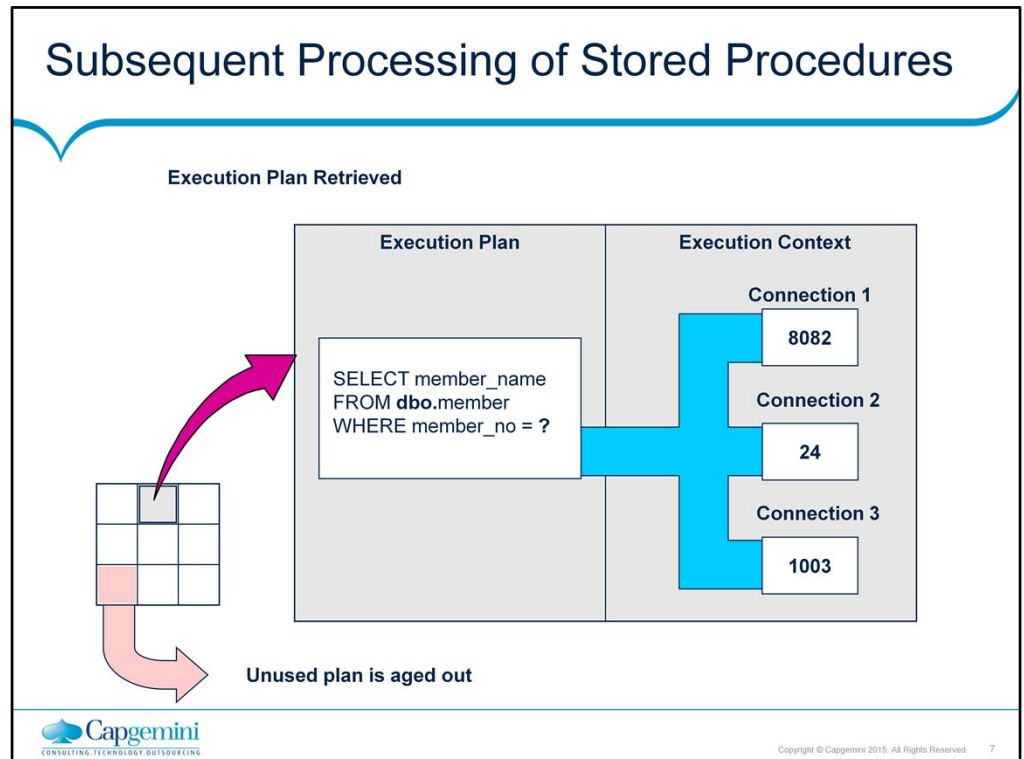 Subsequent Processing of Stored Procedures
Execution Plan Retrieved
Execution Plan
Execution Context
Connection 1
8082
SELECT member_name
FROM dbo.member
WHERE member_no = ?
Connection 2
24
Connection 3
1003
Unused plan is aged out
Capgemini
CONSULTING.TECHNOLOGY.OUTSOURCING
Copyright © Capgemini 2015. All Rights Reserved 7